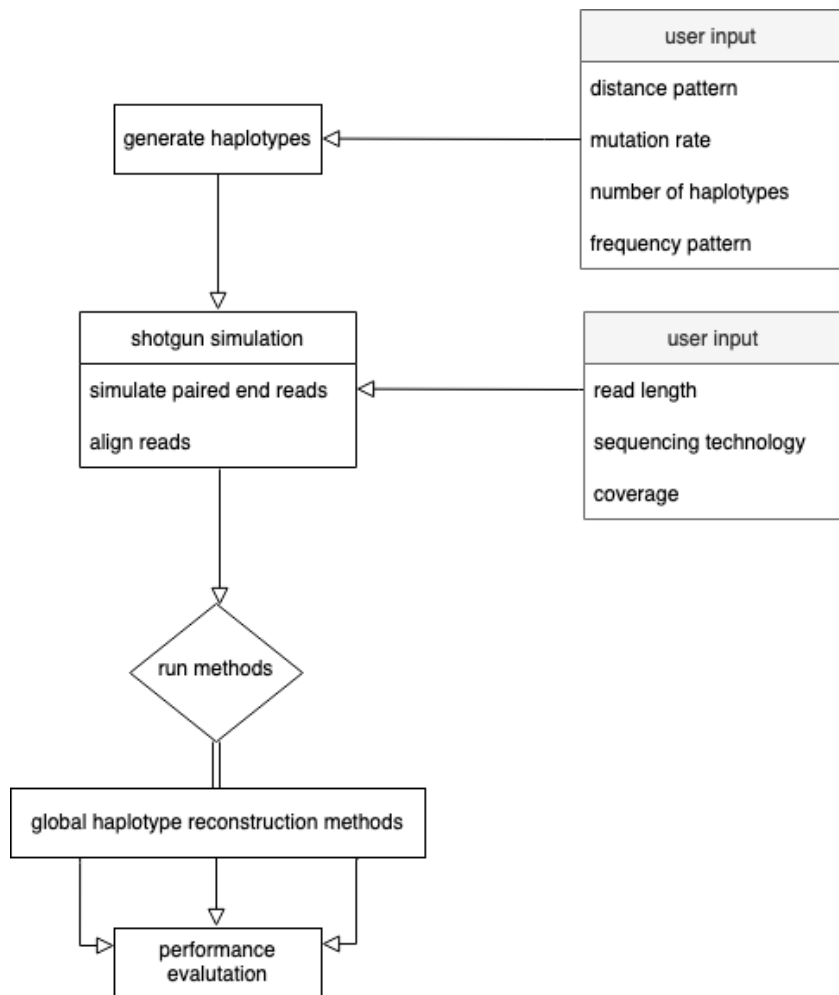 user input
distance pattern
mutation rate
number of haplotypes
frequency pattern
generate haplotypes
shotgun simulation
simulate paired end reads
align reads
user input
read length
sequencing technology
coverage
run methods
global haplotype reconstruction methods
performance
evalutation